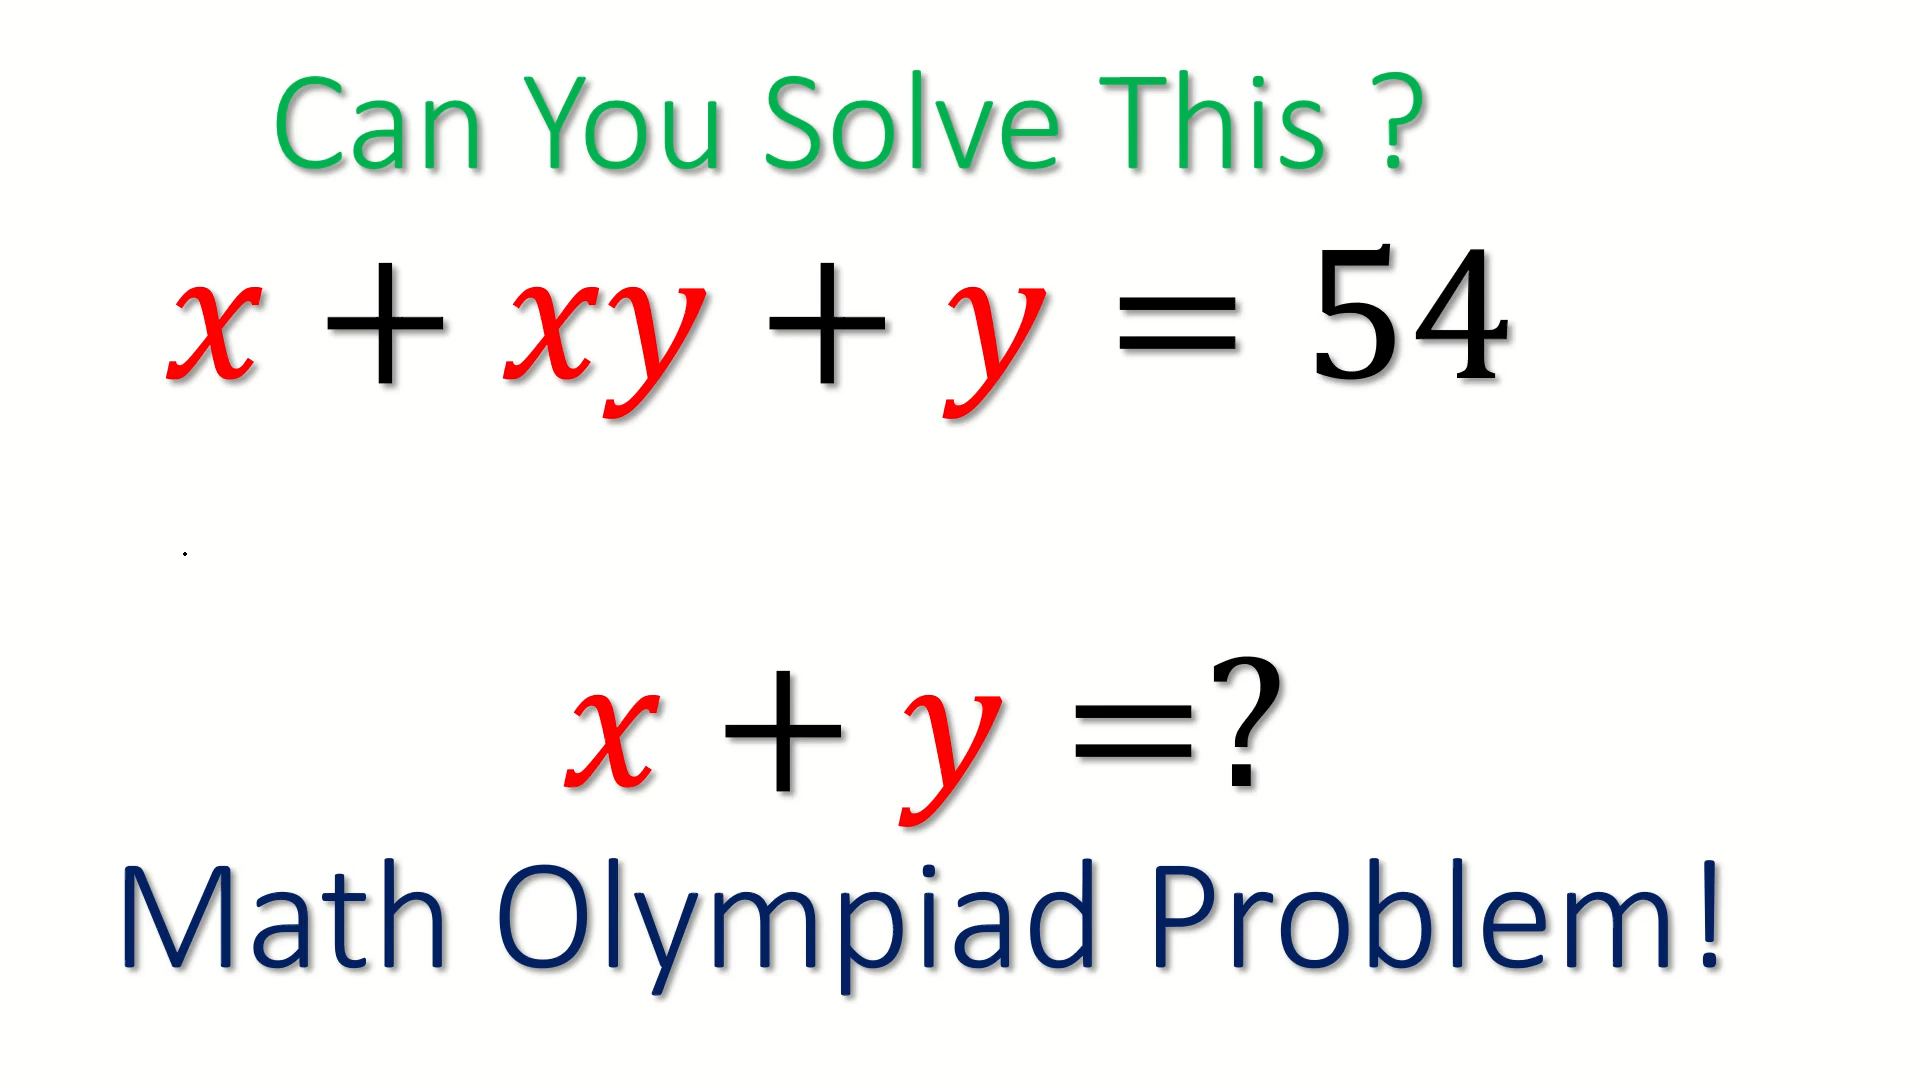 Can You Solve This ?
x + xy + y = 54
x + y =?
Math Olympiad Problem!